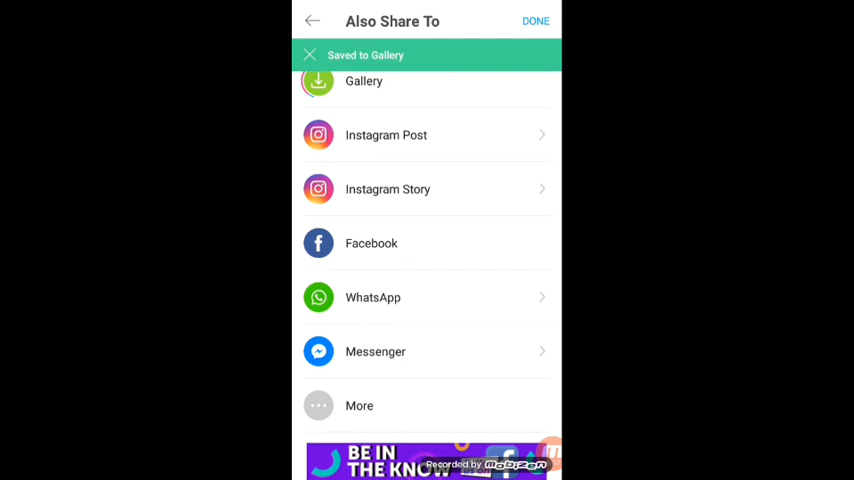 Also Share To
DONE
Saved to Gallery
Gallery
Instagram Post
Instagram Story
Facebook
WhatsApp
Messenger
More
BE IN
THE KNOW
Recorded by mobizen